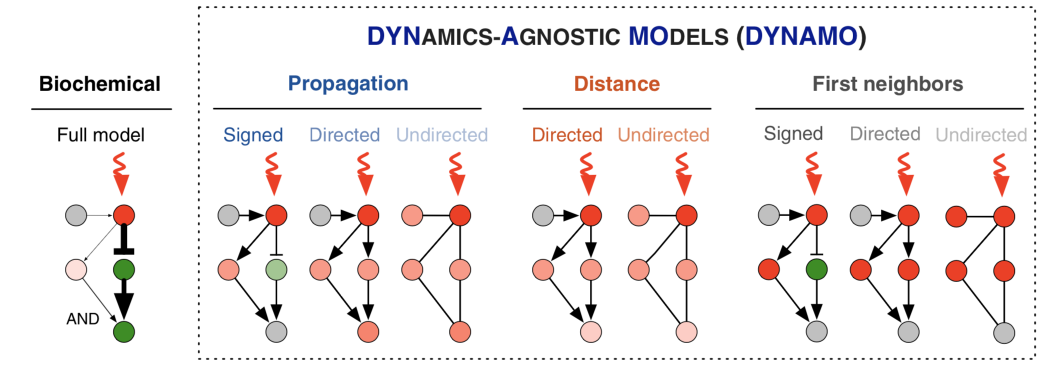 DYNAMICS-AGNOSTIC MODELS (DYNAMO)
Biochemical
Propagation
Distance
First neighbors
Full model
Signed
Directed
Undirected
Directed
Undirected
Signed
Directed
Undirected
AND